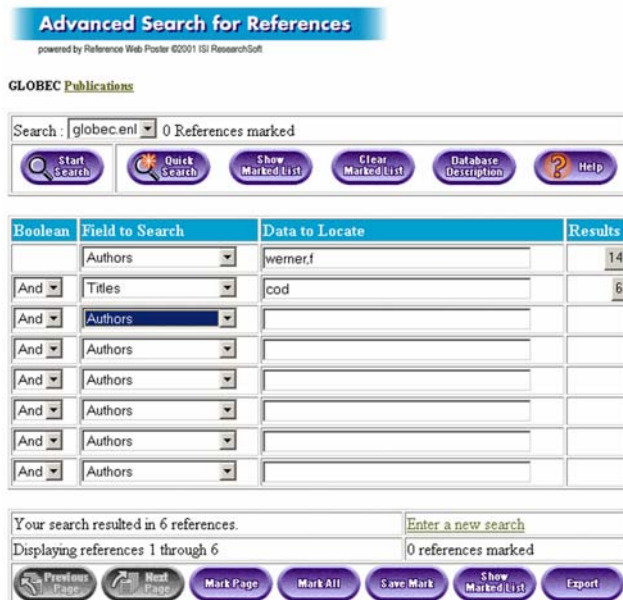 Advanced Search for References
powered by Reference Web Poster ©2001 ISI ResearchSoft
GLOBEC Publications
Search : globec.enl 0 References marked
Start Search Quick Search Show Marked List Clear Marked List Database Description Help
Boolean Field to Search Data to Locate Results
Authors werner,f 14
And Titles cod 6
And Authors
And Authors
And Authors
And Authors
And Authors
And Authors
Your search resulted in 6 references. Enter a new search
Displaying references 1 through 6 0 references marked
Previous Page Next Page Mark Page Mark All Save Mark Show Marked List Export